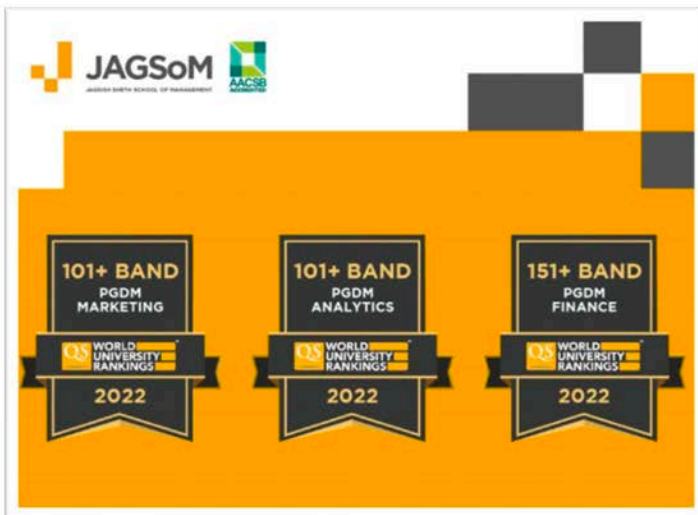 JAGSoM
JAGDISH SHETH SCHOOL OF MANAGEMENT
AACSB
ACCREDITED
101+ BAND
PGDM
MARKETING
QS WORLD
UNIVERSITY
RANKINGS
2022
101+ BAND
PGDM
ANALYTICS
QS WORLD
UNIVERSITY
RANKINGS
2022
151+ BAND
PGDM
FINANCE
QS WORLD
UNIVERSITY
RANKINGS
2022